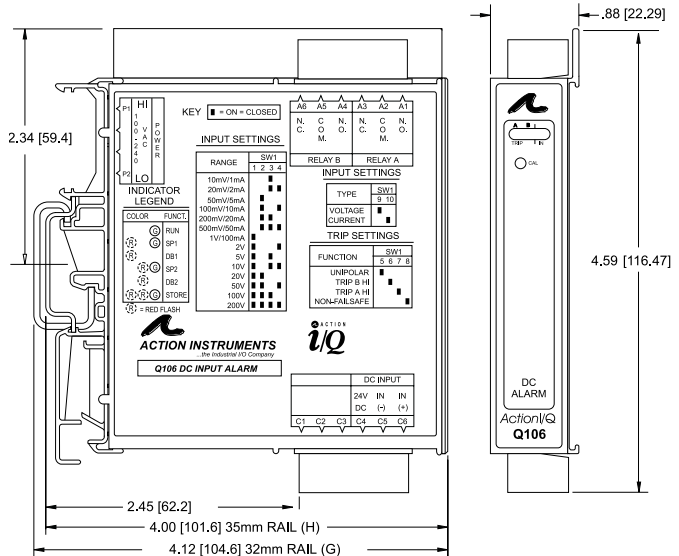 .88 [22.29]
2.34 [59.4]
4.59 [116.47]
P1 HI
100-240 VAC POWER
P2 LO
KEY ▮ = ON = CLOSED
A6 A5 A4 A3 A2 A1
N.C. COM. N.O. N.C. COM. N.O.
RELAY B RELAY A
INPUT SETTINGS
RANGE SW1
1 2 3 4
10mV/1mA
20mV/2mA
50mV/5mA
100mV/10mA
200mV/20mA
500mV/50mA
1V/100mA
2V
5V
10V
20V
50V
100V
200V
INPUT SETTINGS
TYPE SW1
9 10
VOLTAGE
CURRENT
TRIP SETTINGS
FUNCTION SW1
5 6 7 8
UNIPOLAR
TRIP B HI
TRIP A HI
NON-FAILSAFE
INDICATOR
LEGEND
COLOR FUNCT.
G RUN
R G SP1
R DB1
R G SP2
R DB2
R R G STORE
R = RED FLASH
ACTION INSTRUMENTS
...the Industrial I/O Company
Q106 DC INPUT ALARM
ACTION
i/Q
DC INPUT
24V IN IN
DC (-) (+)
C1 C2 C3 C4 C5 C6
A B
TRIP IN
CAL
DC
ALARM
ActionI/Q
Q106
2.45 [62.2]
4.00 [101.6] 35mm RAIL (H)
4.12 [104.6] 32mm RAIL (G)